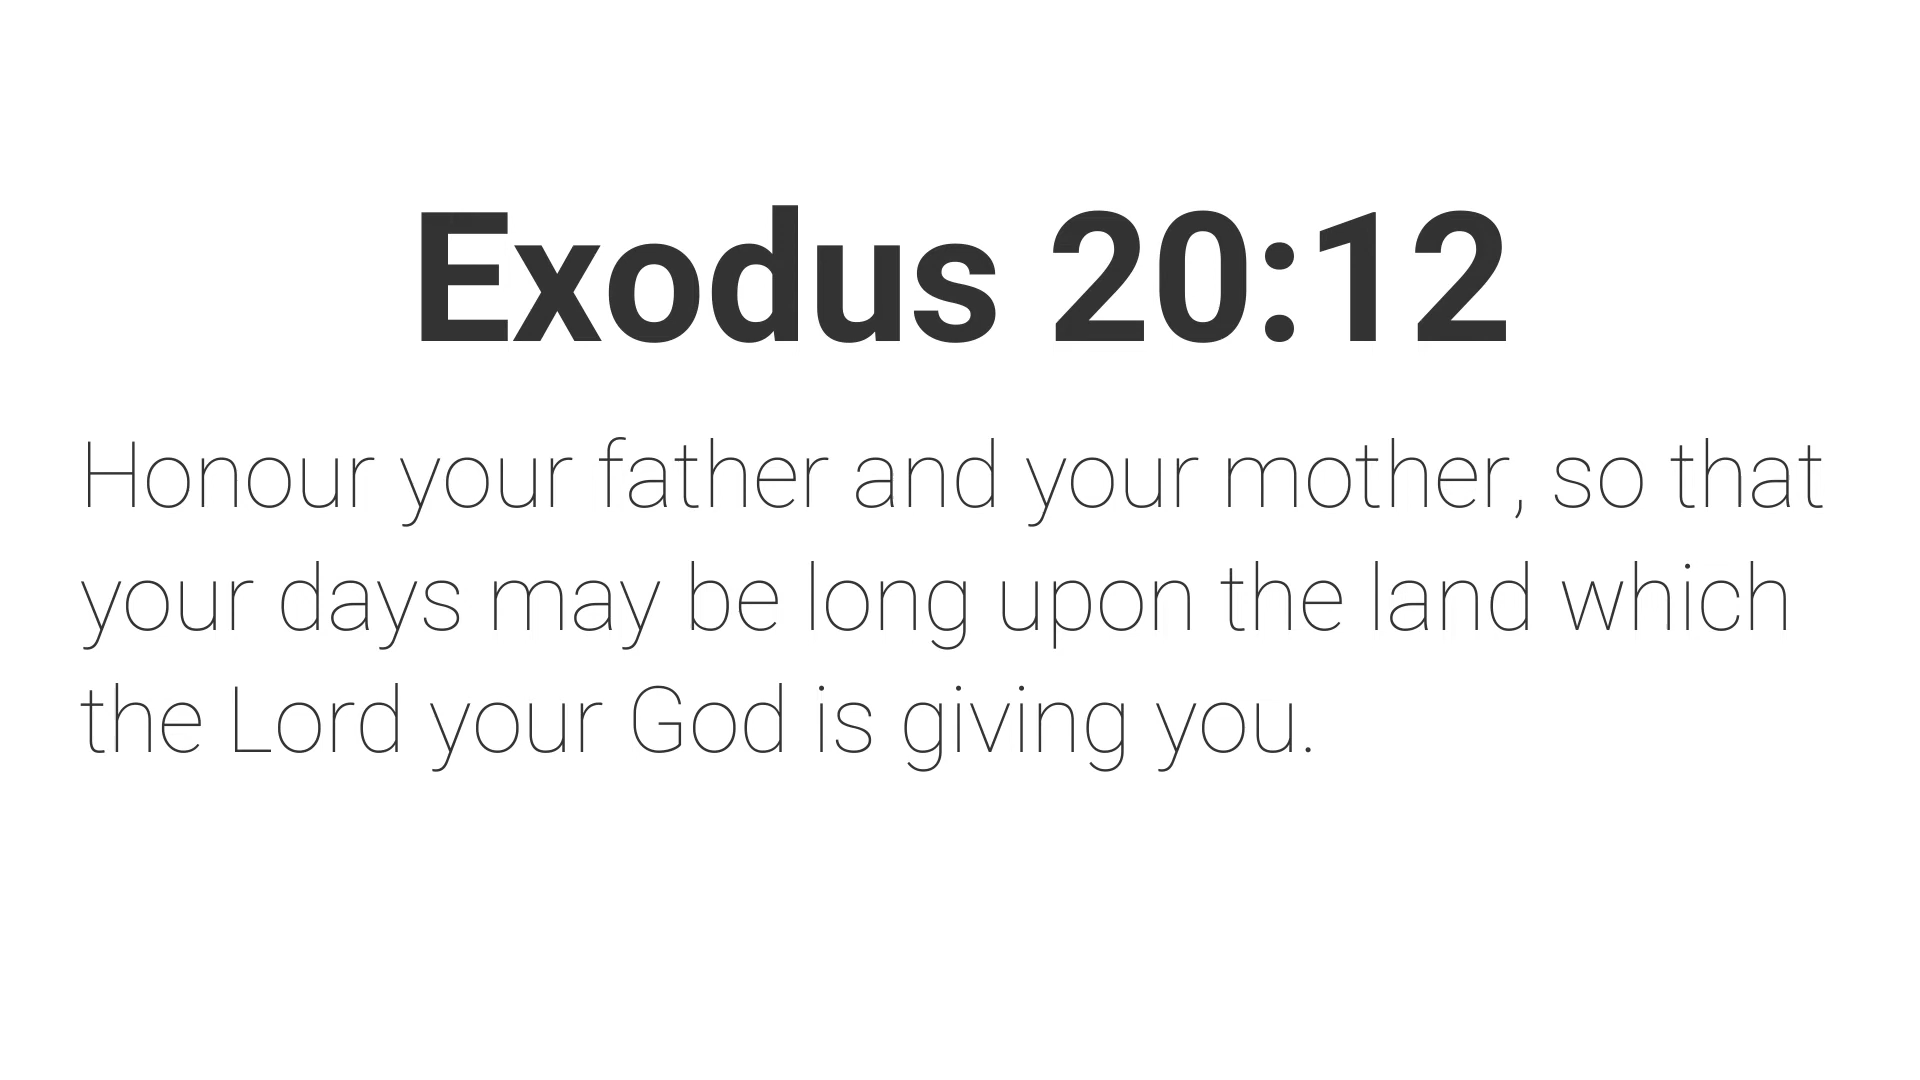 Exodus 20:12
Honour your father and your mother, so that
your days may be long upon the land which
the Lord your God is giving you.